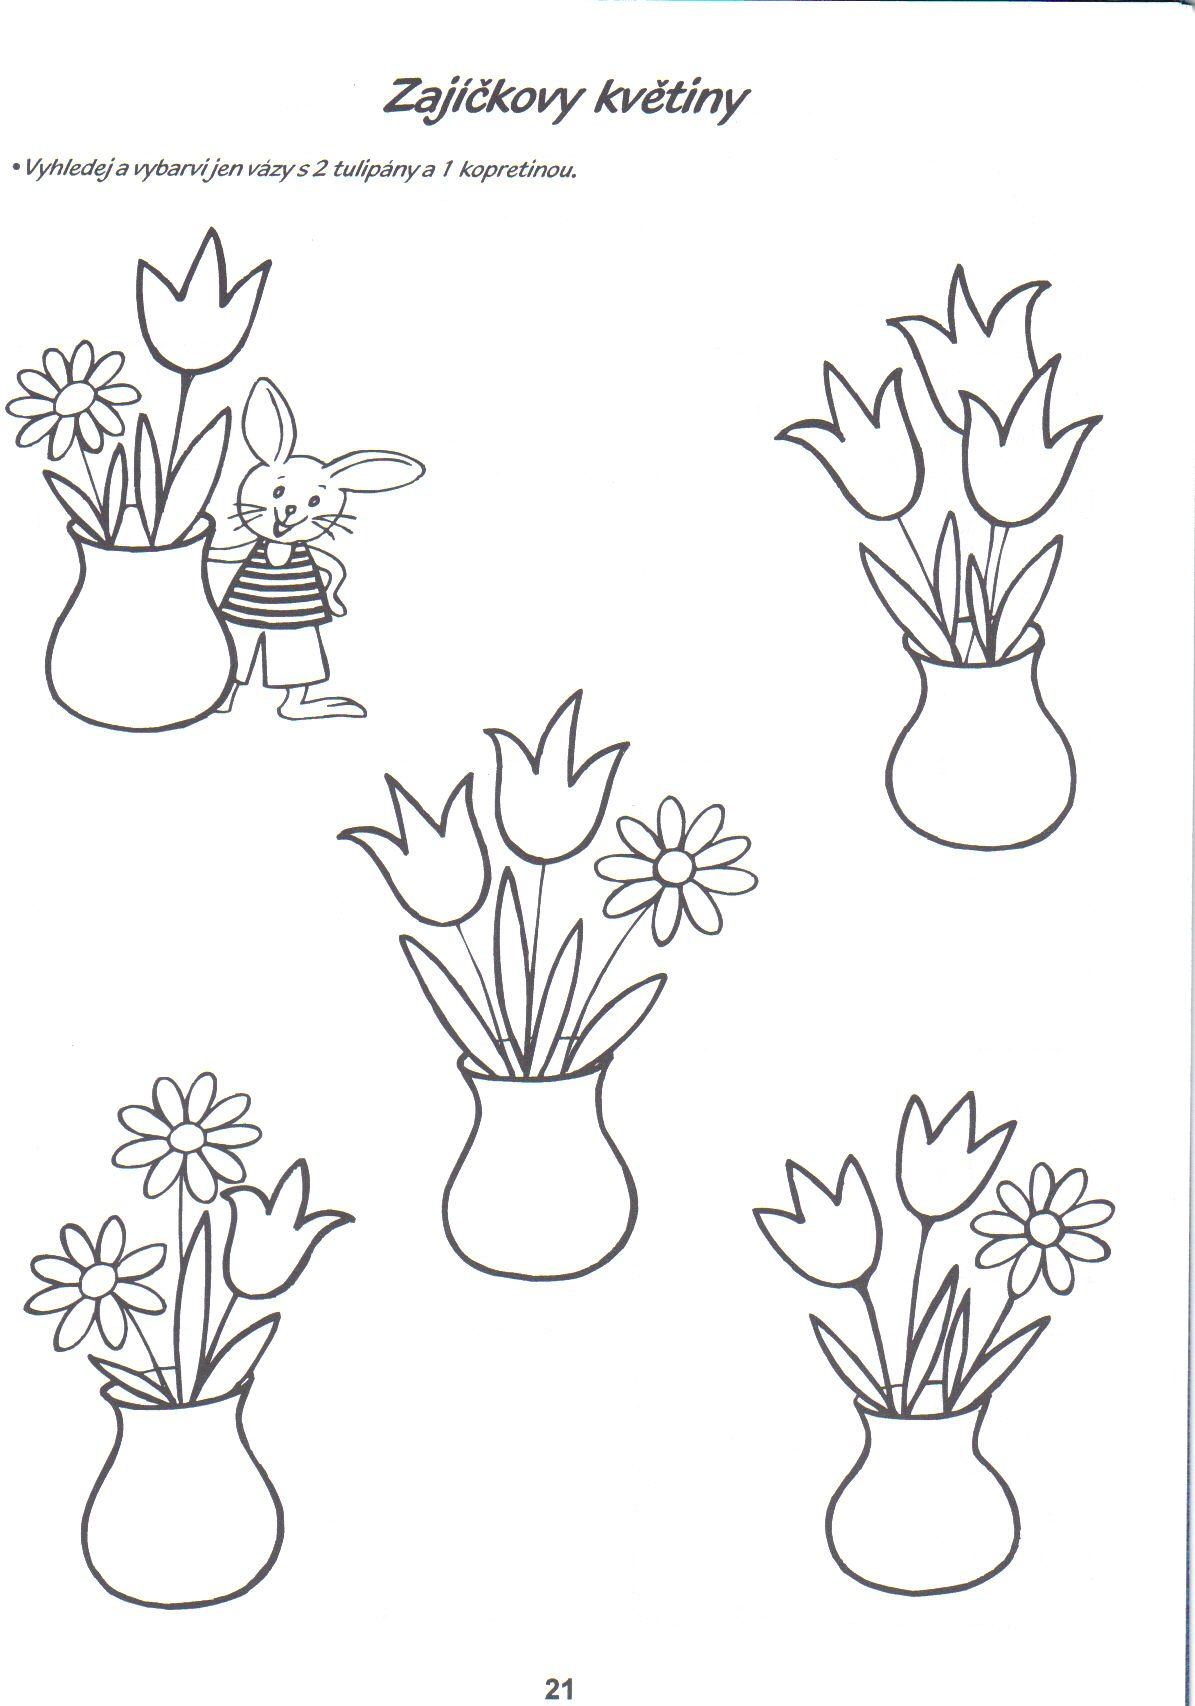 Zajíčkovy květiny
• Vyhledej a vybarvi jen vázy s 2 tulipány a 1 kopretinou.
21